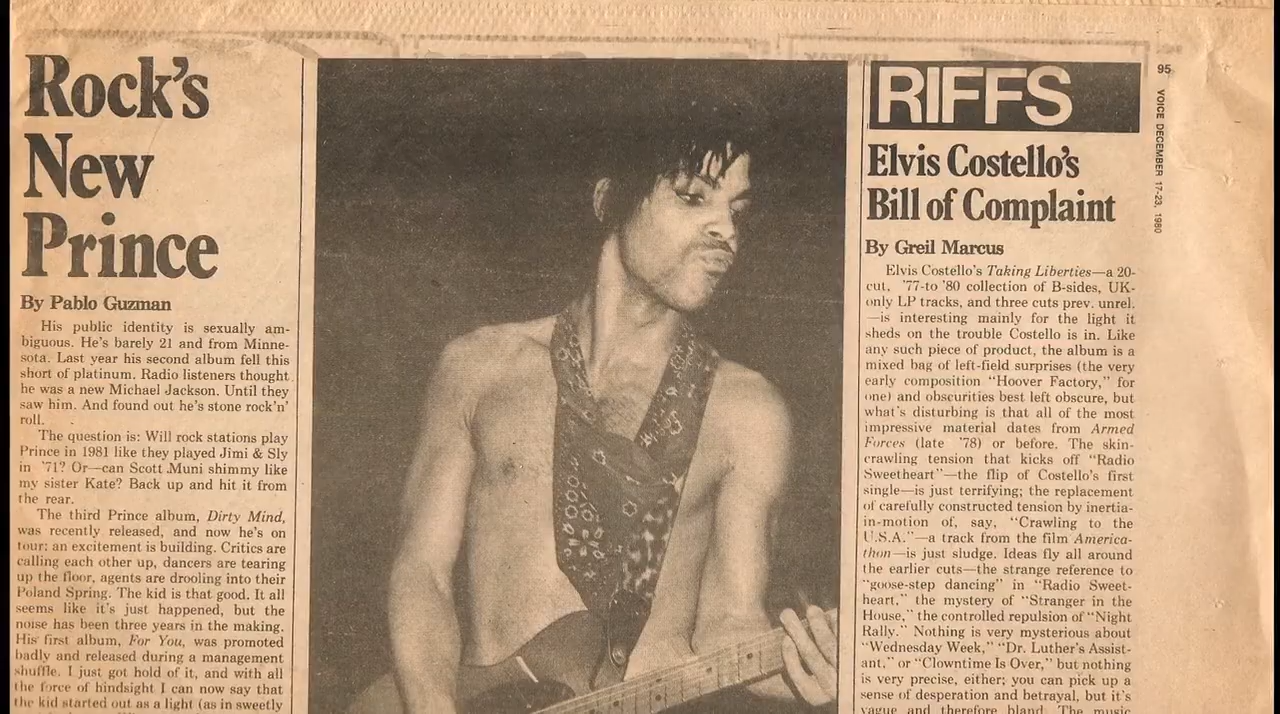 Rock's
New
Prince
By Pablo Guzman
His public identity is sexually am-
biguous. He's barely 21 and from Minne-
sota. Last year his second album fell this
short of platinum. Radio listeners thought
he was a new Michael Jackson. Until they
saw him. And found out he's stone rock'n'
roll.
The question is: Will rock stations play
Prince in 1981 like they played Jimi & Sly
in '71? Or—can Scott Muni shimmy like
my sister Kate? Back up and hit it from
the rear.
The third Prince album, Dirty Mind,
was recently released, and now he's on
tour: an excitement is building. Critics are
calling each other up, dancers are tearing
up the floor, agents are drooling into their
Poland Spring. The kid is that good. It all
seems like it's just happened, but the
noise has been three years in the making.
His first album, For You, was promoted
badly and released during a management
shuffle. I just got hold of it, and with all
the force of hindsight I can now say that
the kid started out as a light (as in sweetly
RIFFS
Elvis Costello's
Bill of Complaint
By Greil Marcus
Elvis Costello's Taking Liberties—a 20-
cut, '77-to '80 collection of B-sides, UK-
only LP tracks, and three cuts prev. unrel.
—is interesting mainly for the light it
sheds on the trouble Costello is in. Like
any such piece of product, the album is a
mixed bag of left-field surprises (the very
early composition "Hoover Factory," for
one) and obscurities best left obscure, but
what's disturbing is that all of the most
impressive material dates from Armed
Forces (late '78) or before. The skin-
crawling tension that kicks off "Radio
Sweetheart"—the flip of Costello's first
single—is just terrifying; the replacement
of carefully constructed tension by inertia-
in-motion of, say, "Crawling to the
U.S.A."—a track from the film America-
thon—is just sludge. Ideas fly all around
the earlier cuts—the strange reference to
"goose-step dancing" in "Radio Sweet-
heart," the mystery of "Stranger in the
House," the controlled repulsion of "Night
Rally." Nothing is very mysterious about
"Wednesday Week," "Dr. Luther's Assist-
ant," or "Clowntime Is Over," but nothing
is very precise, either; you can pick up a
sense of desperation and betrayal, but it's
vague and therefore bland. The music
95
VOICE DECEMBER 17-23, 1980